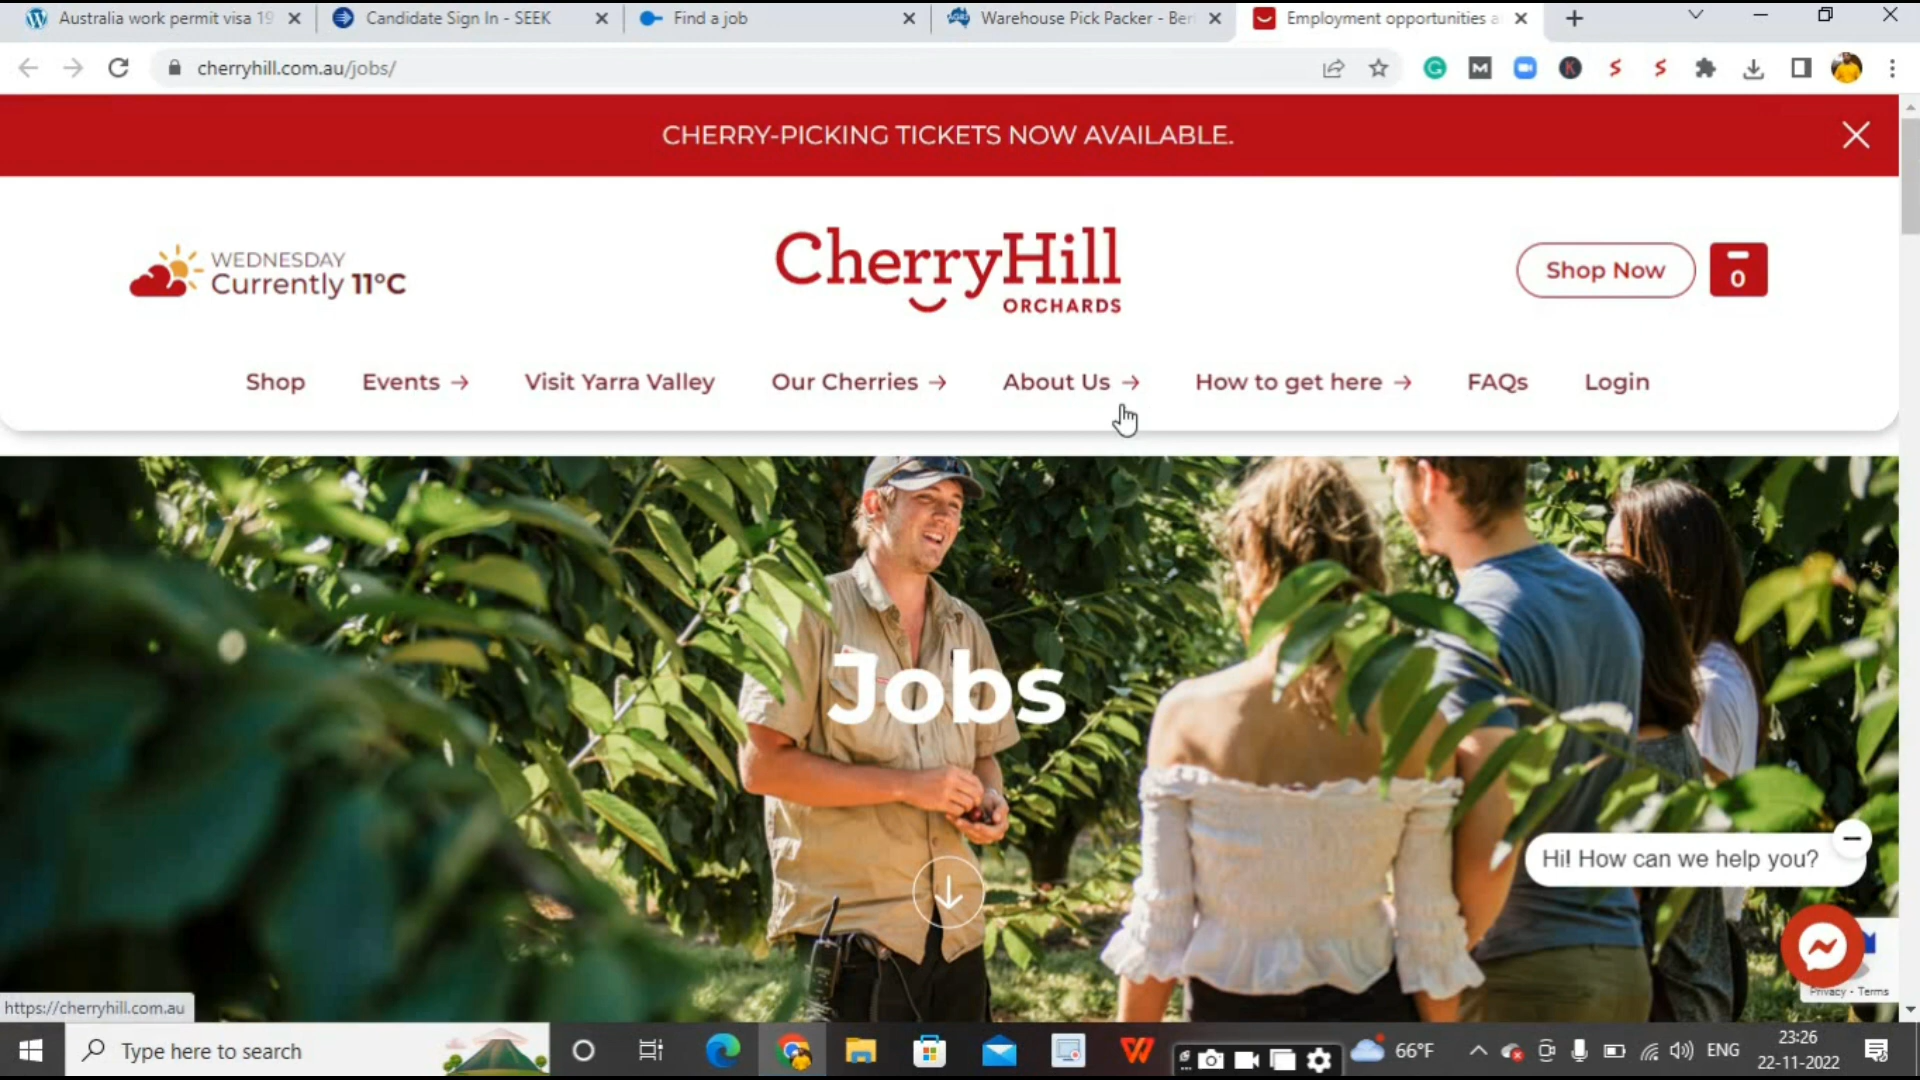 Australia work permit visa 19
Candidate Sign In - SEEK
Find a job
Warehouse Pick Packer - Ber
Employment opportunities a
cherryhill.com.au/jobs/
CHERRY-PICKING TICKETS NOW AVAILABLE.
WEDNESDAY
Currently 11°C
CherryHill
ORCHARDS
Shop Now
0
Shop
Events →
Visit Yarra Valley
Our Cherries →
About Us →
How to get here →
FAQs
Login
Jobs
Hi! How can we help you?
Privacy - Terms
https://cherryhill.com.au
Type here to search
66°F
ENG
23:26
22-11-2022